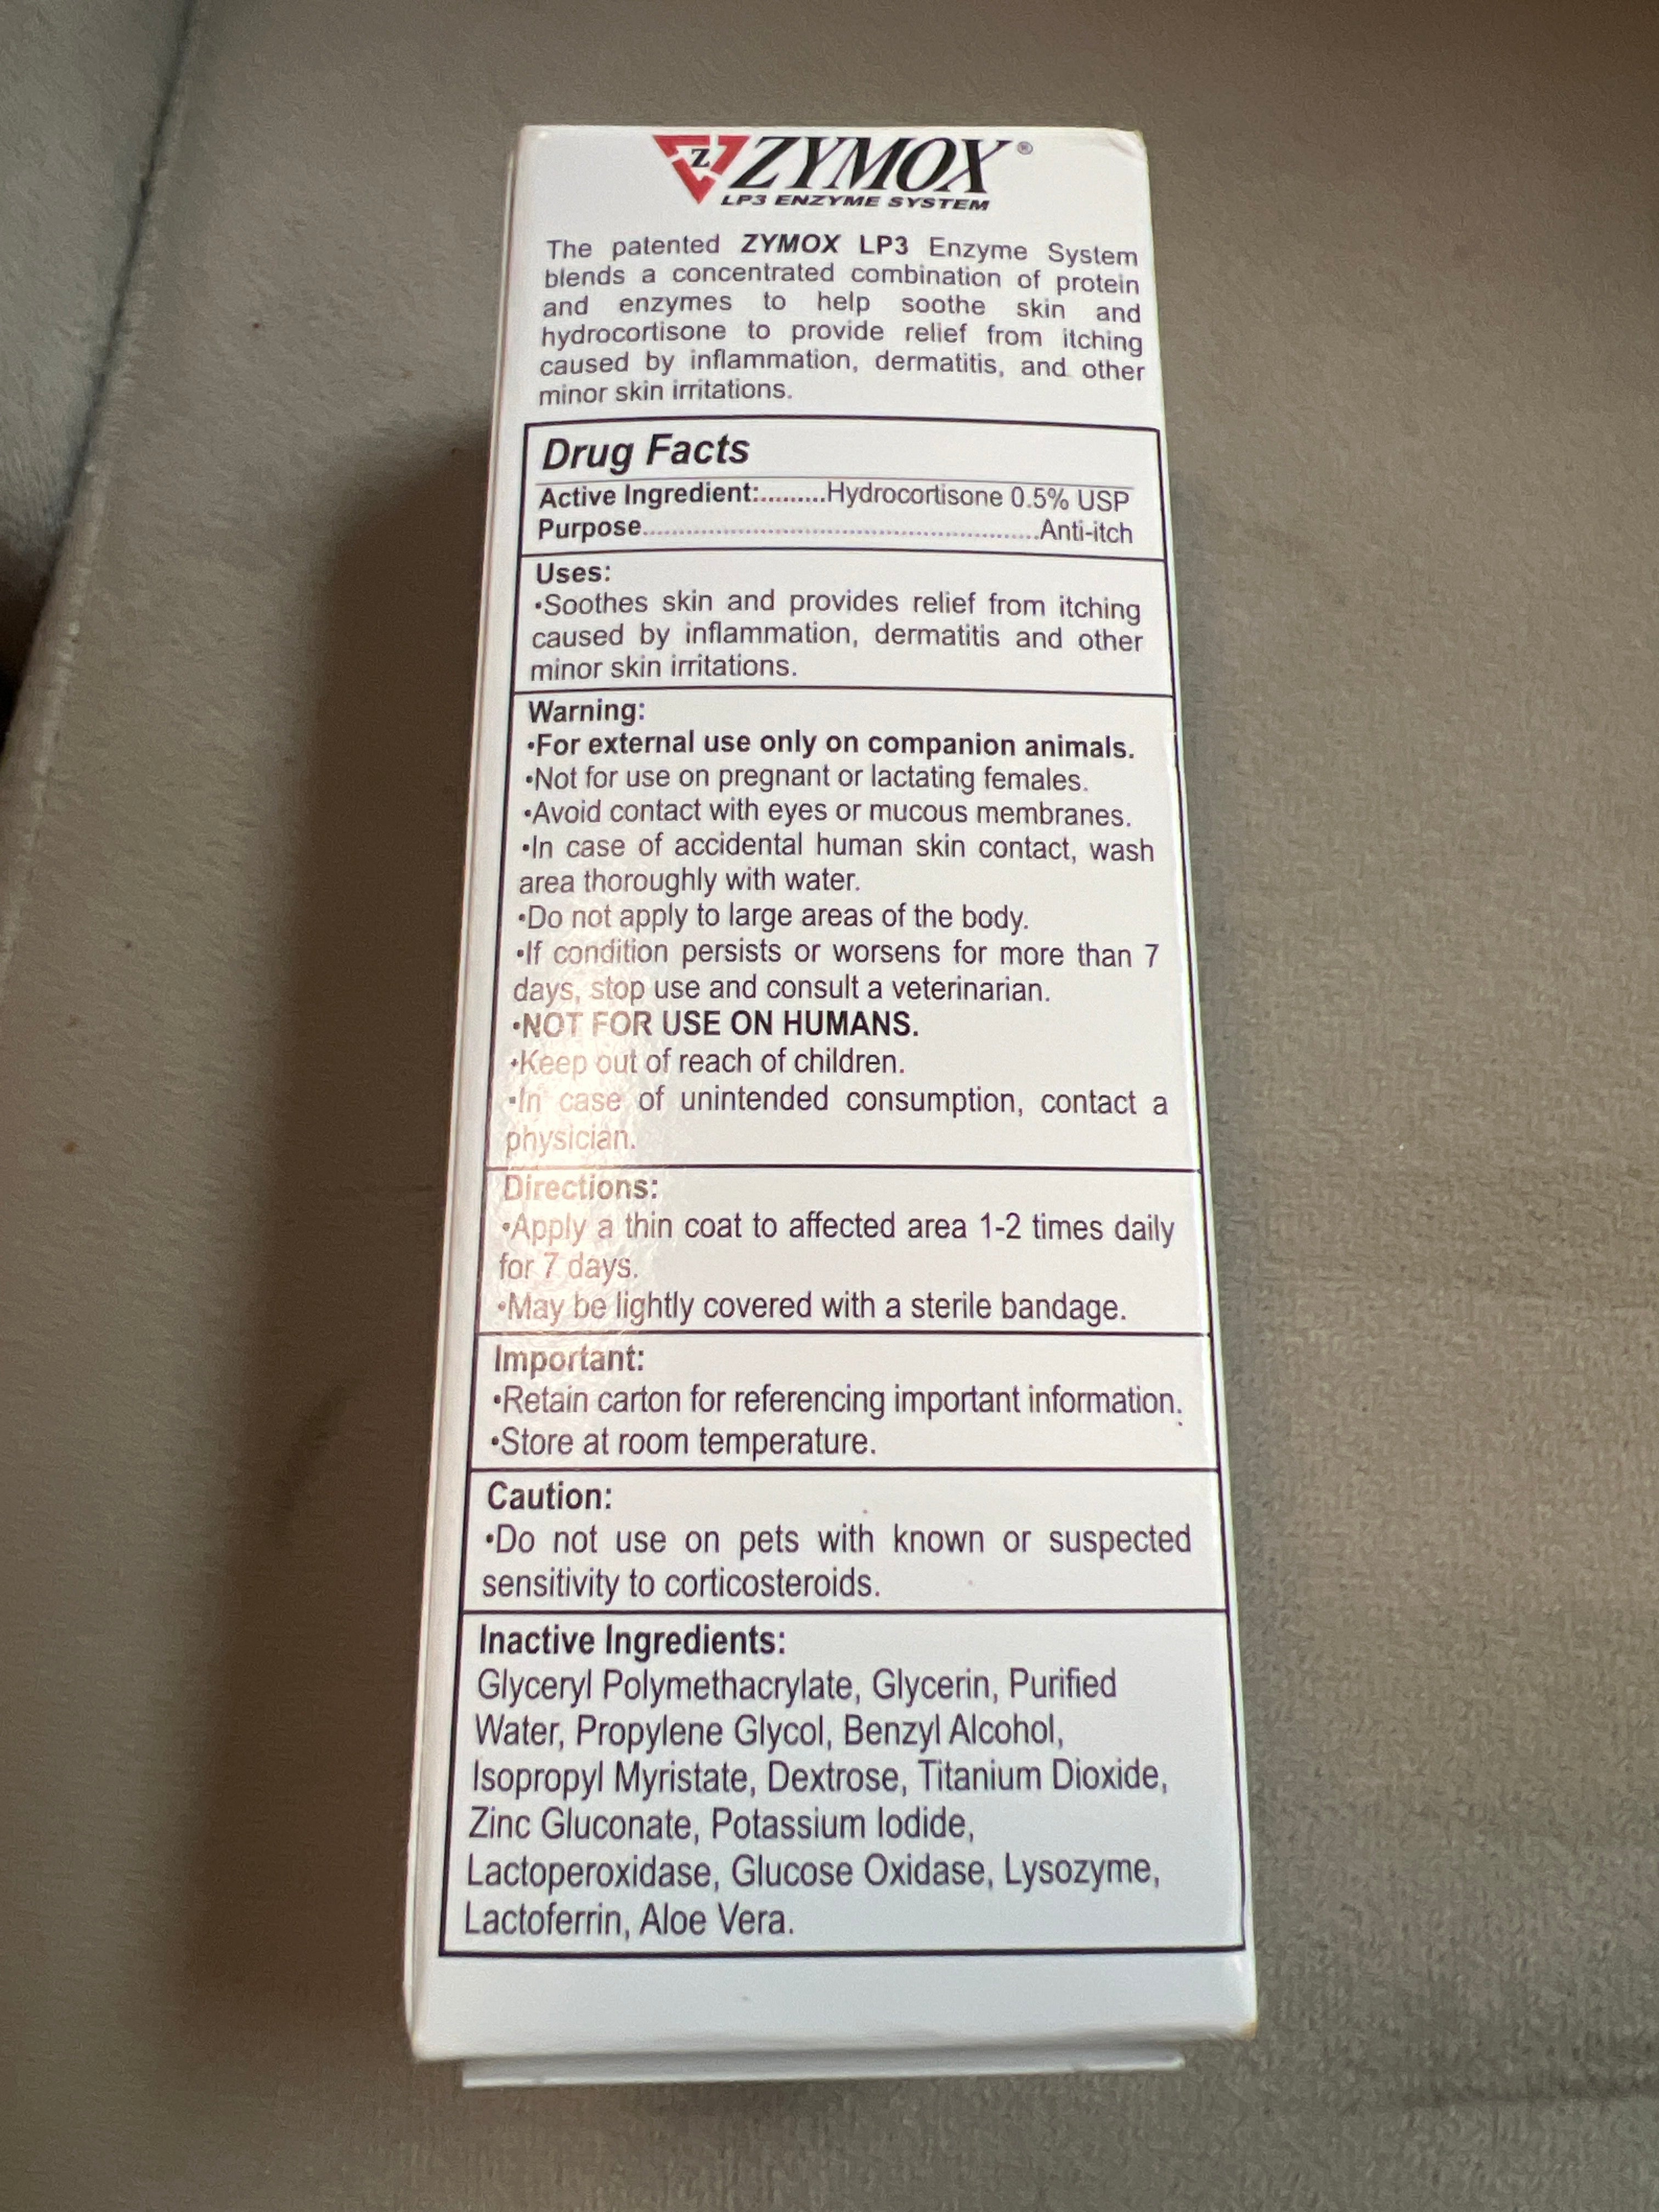 Z ZYMOX®
LP3 ENZYME SYSTEM
The patented ZYMOX LP3 Enzyme System
blends a concentrated combination of protein
and enzymes to help soothe skin and
hydrocortisone to provide relief from itching
caused by inflammation, dermatitis, and other
minor skin irritations.
Drug Facts
Active Ingredient:..........Hydrocortisone 0.5% USP
Purpose......................................................Anti-itch
Uses:
•Soothes skin and provides relief from itching
caused by inflammation, dermatitis and other
minor skin irritations.
Warning:
•For external use only on companion animals.
•Not for use on pregnant or lactating females.
•Avoid contact with eyes or mucous membranes.
•In case of accidental human skin contact, wash
area thoroughly with water.
•Do not apply to large areas of the body.
•If condition persists or worsens for more than 7
days, stop use and consult a veterinarian.
•NOT FOR USE ON HUMANS.
•Keep out of reach of children.
•In case of unintended consumption, contact a
physician.
Directions:
•Apply a thin coat to affected area 1-2 times daily
for 7 days.
•May be lightly covered with a sterile bandage.
Important:
•Retain carton for referencing important information.
•Store at room temperature.
Caution:
•Do not use on pets with known or suspected
sensitivity to corticosteroids.
Inactive Ingredients:
Glyceryl Polymethacrylate, Glycerin, Purified
Water, Propylene Glycol, Benzyl Alcohol,
Isopropyl Myristate, Dextrose, Titanium Dioxide,
Zinc Gluconate, Potassium Iodide,
Lactoperoxidase, Glucose Oxidase, Lysozyme,
Lactoferrin, Aloe Vera.